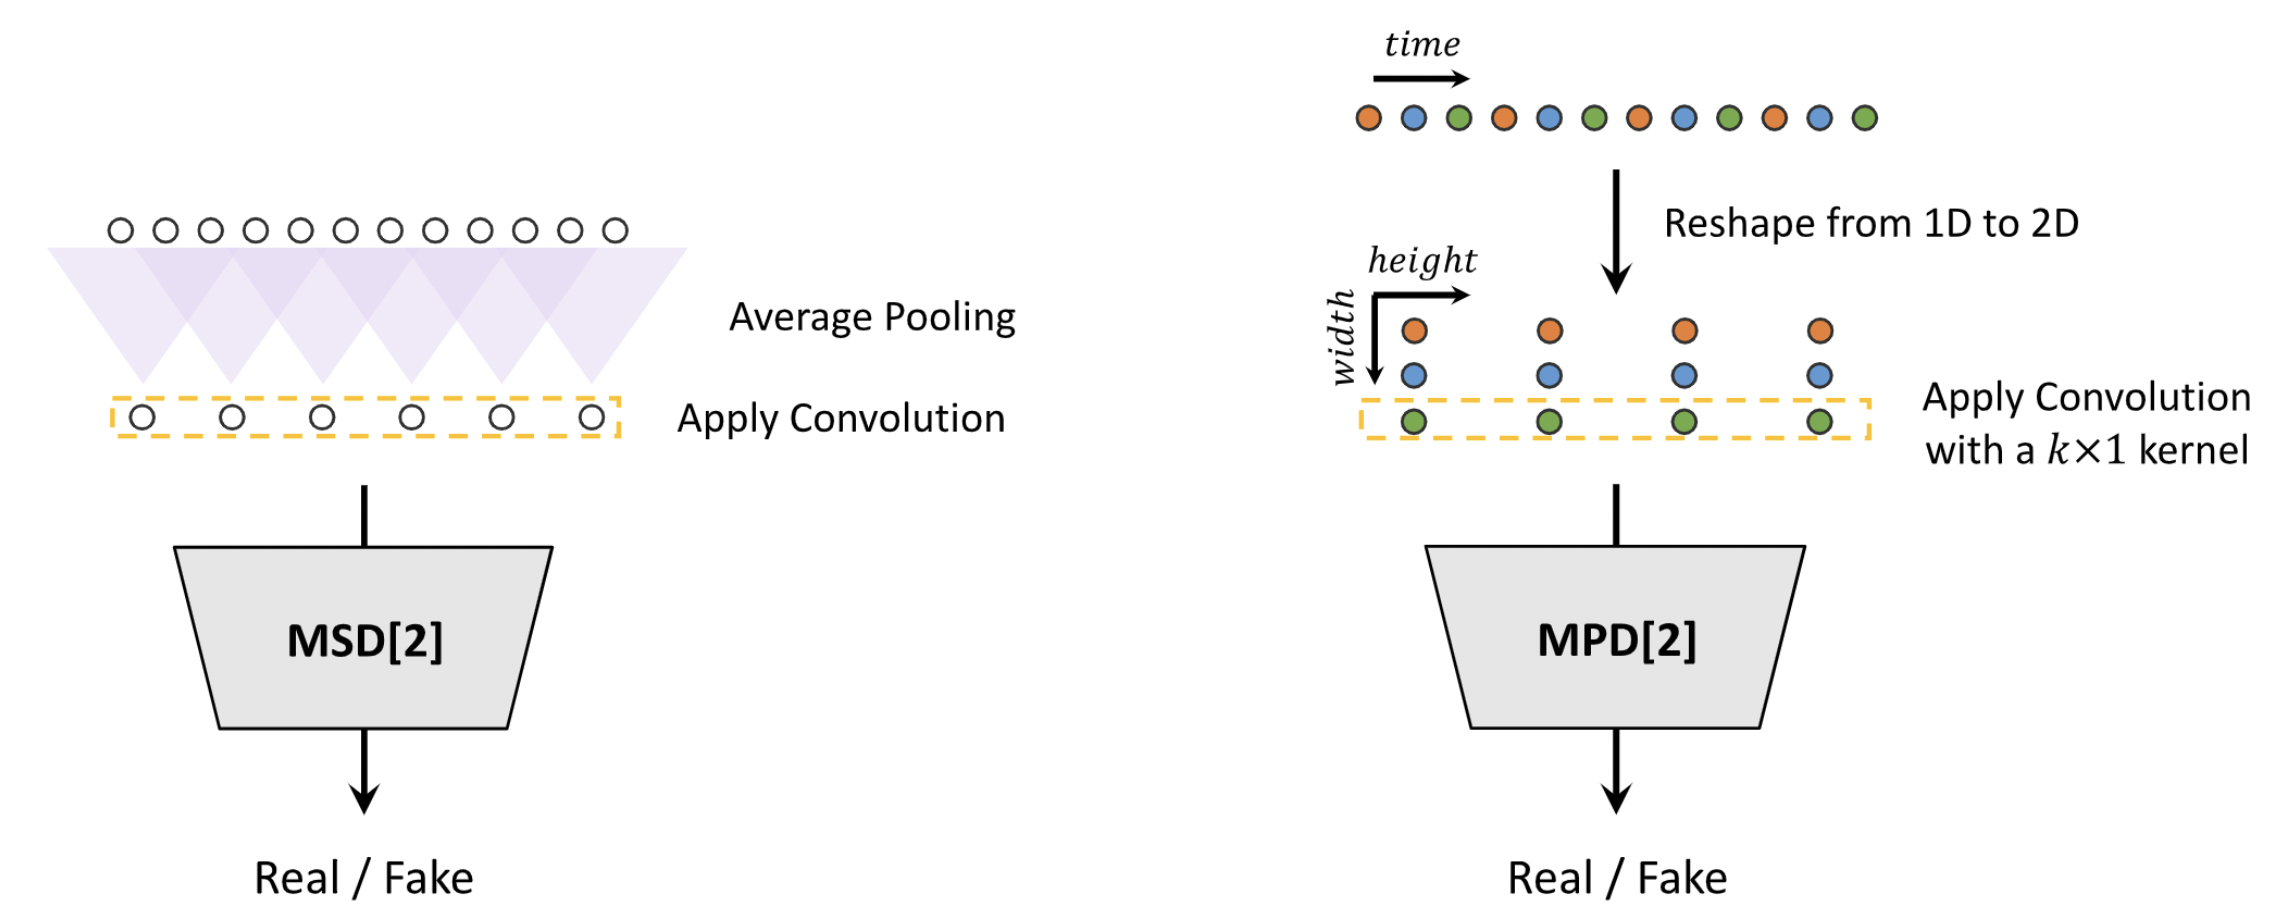 Average Pooling
Apply Convolution
MSD[2]
Real / Fake
time
Reshape from 1D to 2D
height
width
Apply Convolution
with a k×1 kernel
MPD[2]
Real / Fake